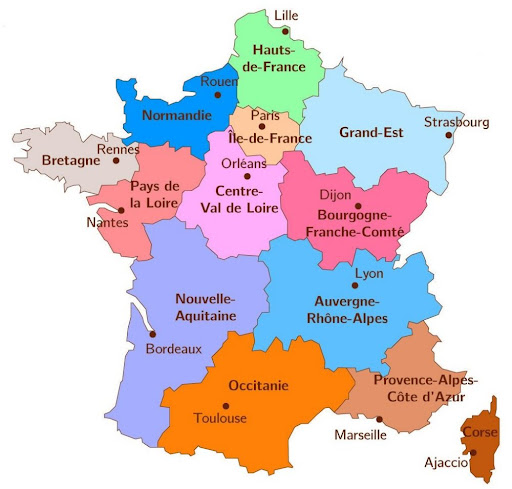 Lille
Hauts-
de-France
Rouen
Normandie
Paris
Île-de-France
Grand-Est
Strasbourg
Rennes
Bretagne
Pays de
la Loire
Nantes
Orléans
Centre-
Val de Loire
Dijon
Bourgogne-
Franche-Comté
Lyon
Auvergne-
Rhône-Alpes
Nouvelle-
Aquitaine
Bordeaux
Occitanie
Toulouse
Provence-Alpes-
Côte d'Azur
Marseille
Corse
Ajaccio